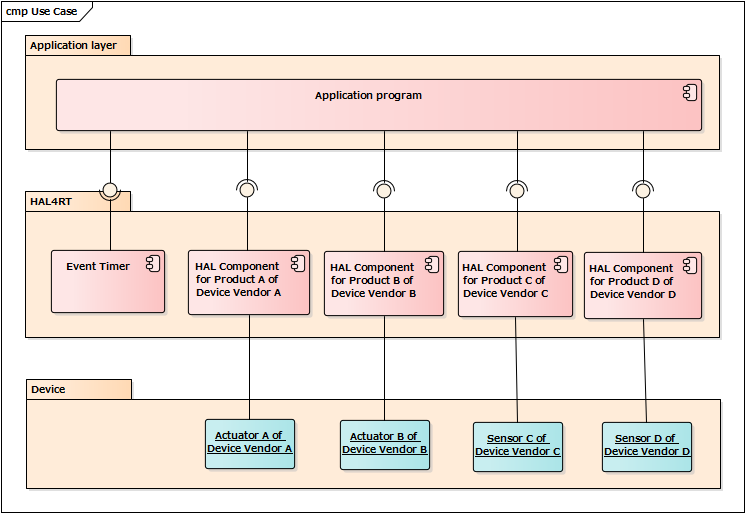 cmp Use Case
Application layer
Application program
HAL4RT
Event Timer
HAL Component
for Product A of
Device Vendor A
HAL Component
for Product B of
Device Vendor B
HAL Component
for Product C of
Device Vendor C
HAL Component
for Product D of
Device Vendor D
Device
Actuator A of
Device Vendor A
Actuator B of
Device Vendor B
Sensor C of
Device Vendor C
Sensor D of
Device Vendor D